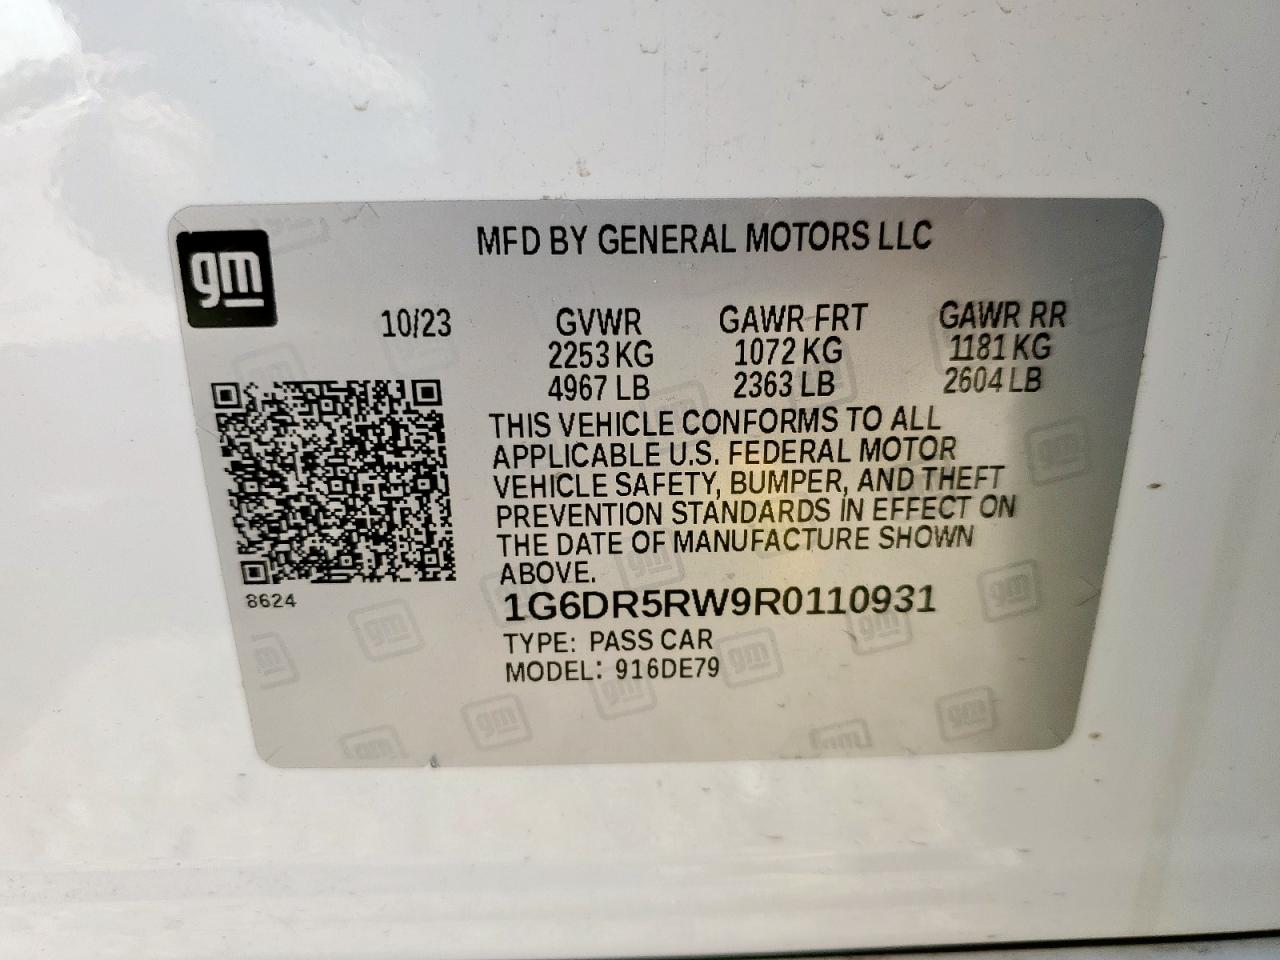 gm
MFD BY GENERAL MOTORS LLC
10/23 GVWR GAWR FRT GAWR RR
2253 KG 1072 KG 1181 KG
4967 LB 2363 LB 2604 LB
THIS VEHICLE CONFORMS TO ALL
APPLICABLE U.S. FEDERAL MOTOR
VEHICLE SAFETY, BUMPER, AND THEFT
PREVENTION STANDARDS IN EFFECT ON
THE DATE OF MANUFACTURE SHOWN
ABOVE.
8624
1G6DR5RW9R0110931
TYPE: PASS CAR
MODEL: 916DE79